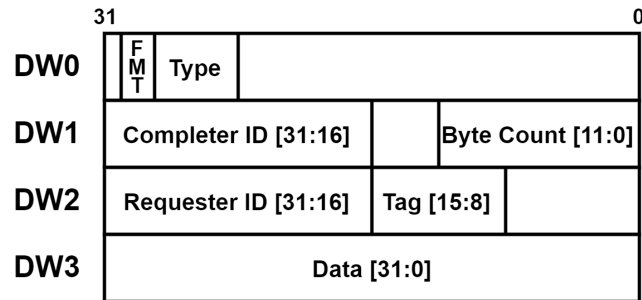 31 0
DW0 FMT Type
DW1 Completer ID [31:16] Byte Count [11:0]
DW2 Requester ID [31:16] Tag [15:8]
DW3 Data [31:0]